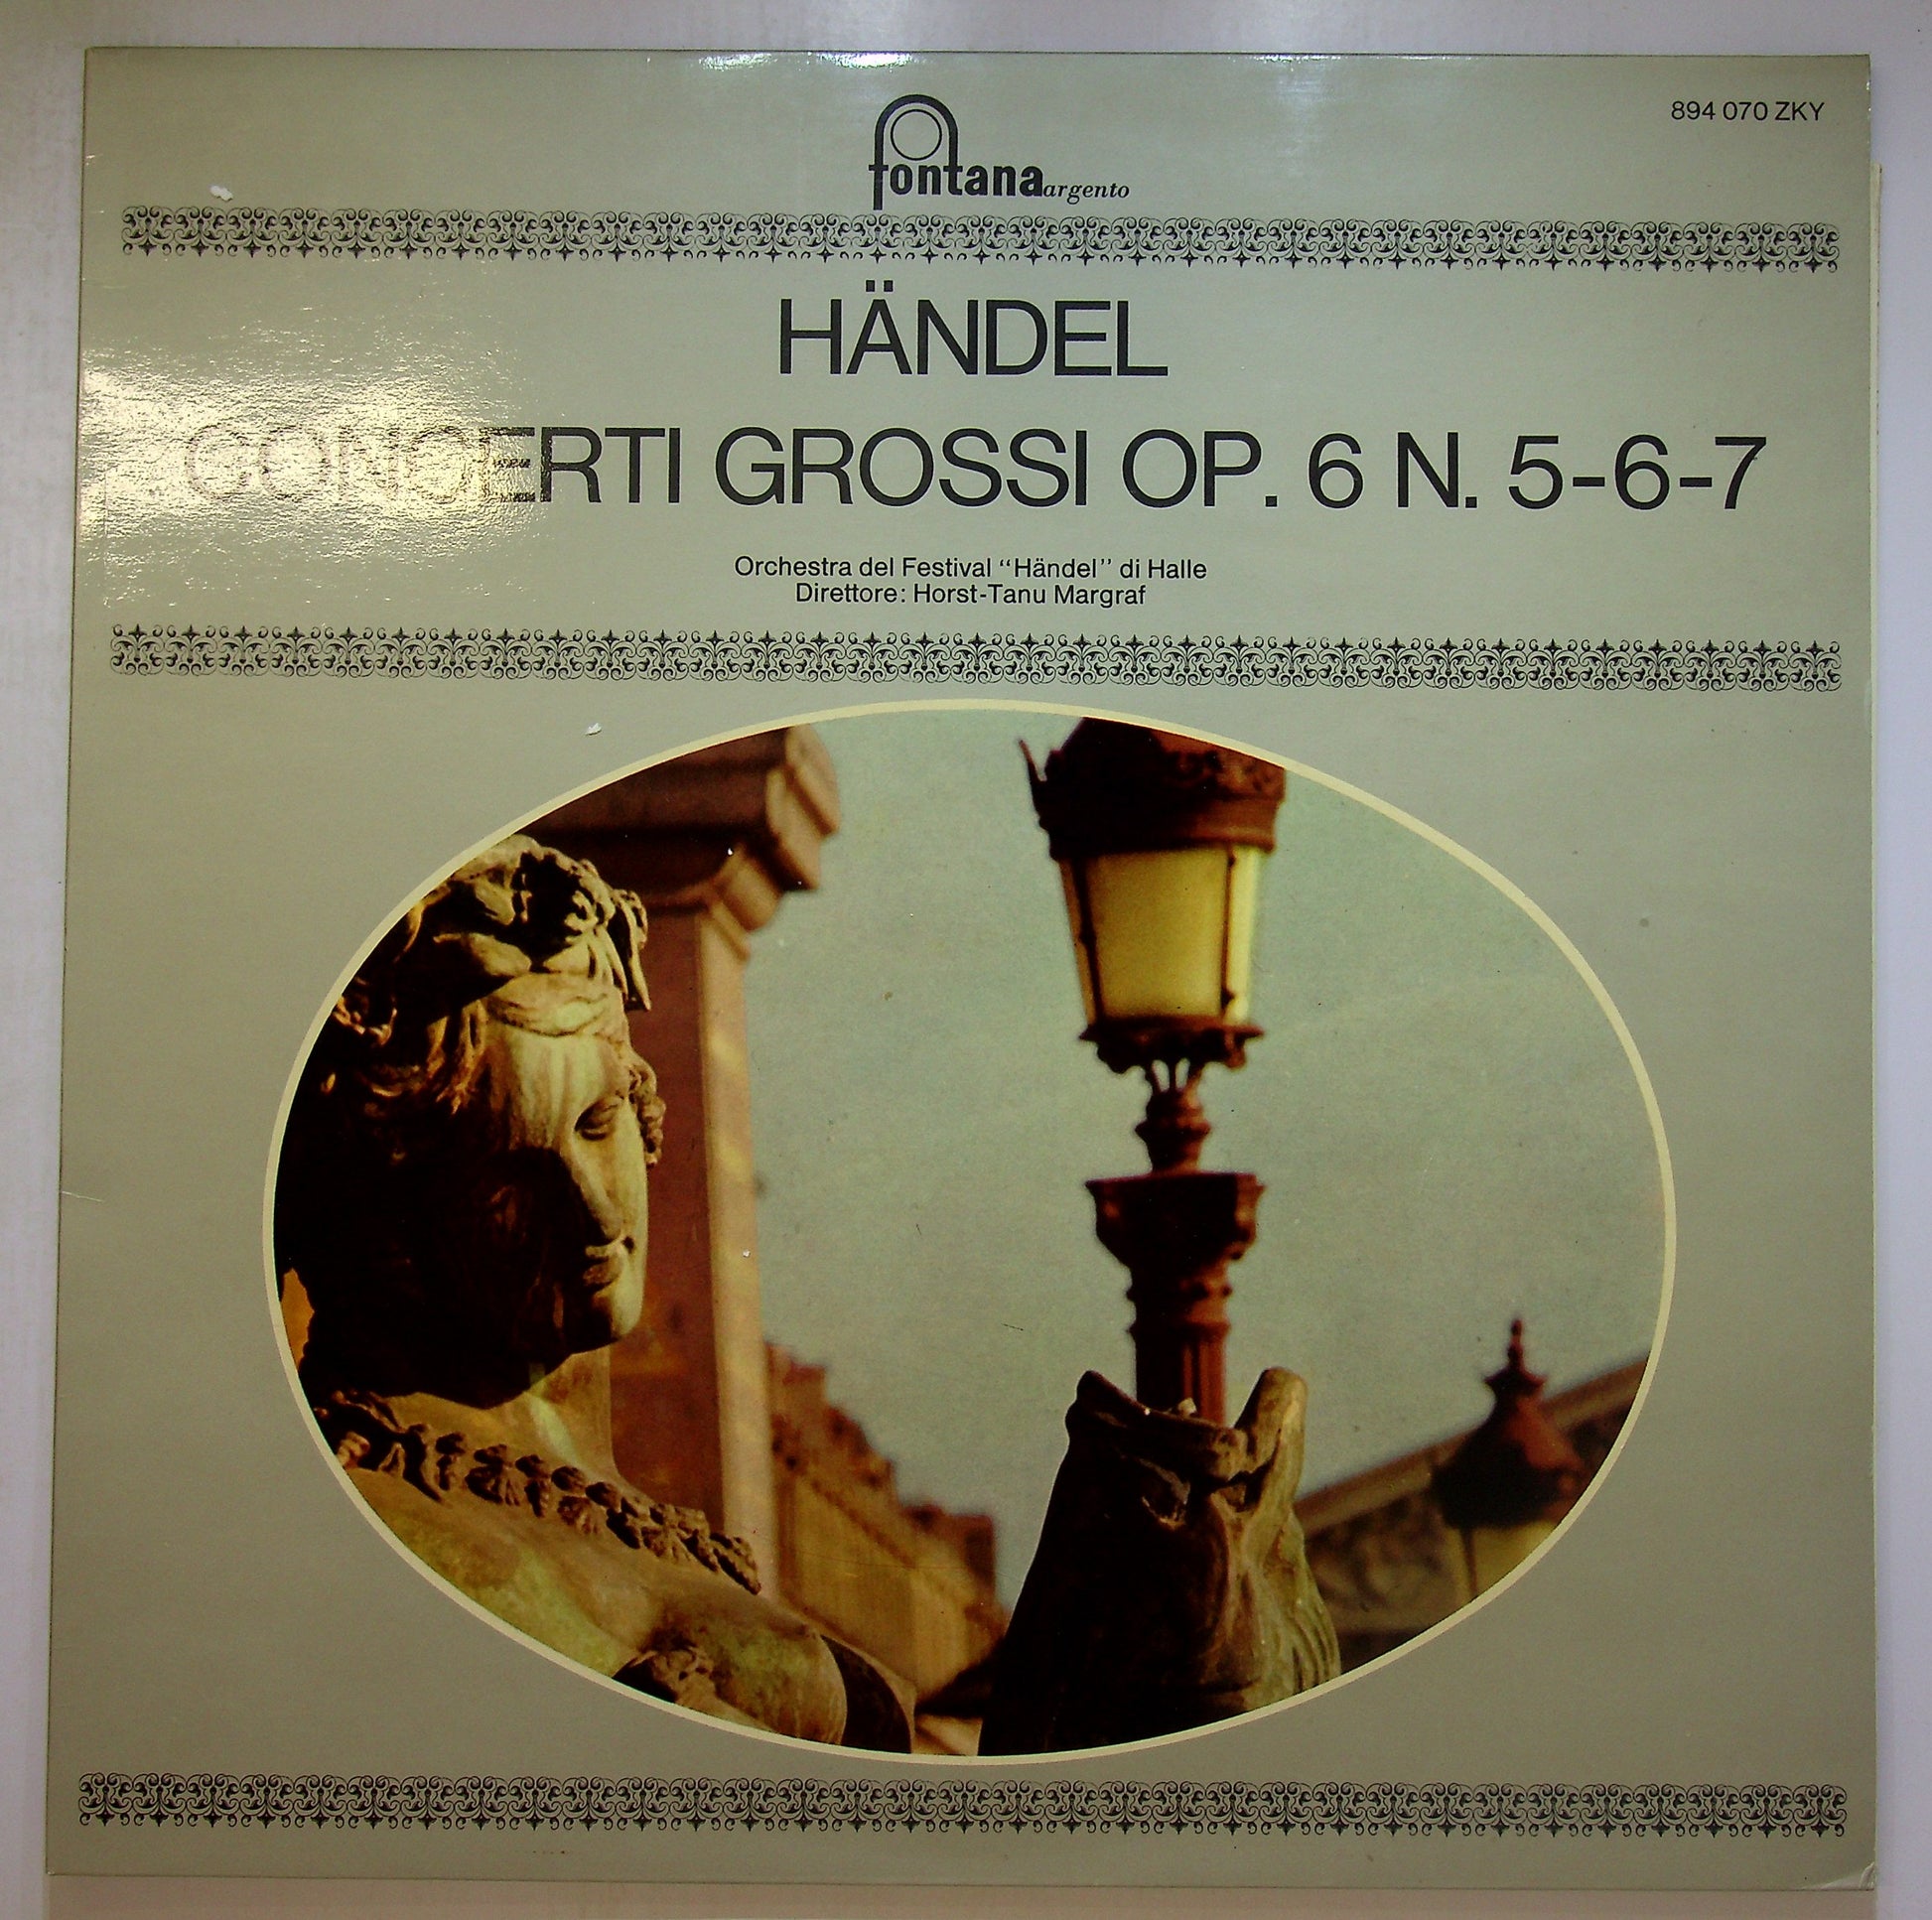 894 070 ZKY
fontana argento
HÄNDEL
CONCERTI GROSSI OP. 6 N. 5-6-7
Orchestra del Festival “Händel” di Halle
Direttore: Horst-Tanu Margraf